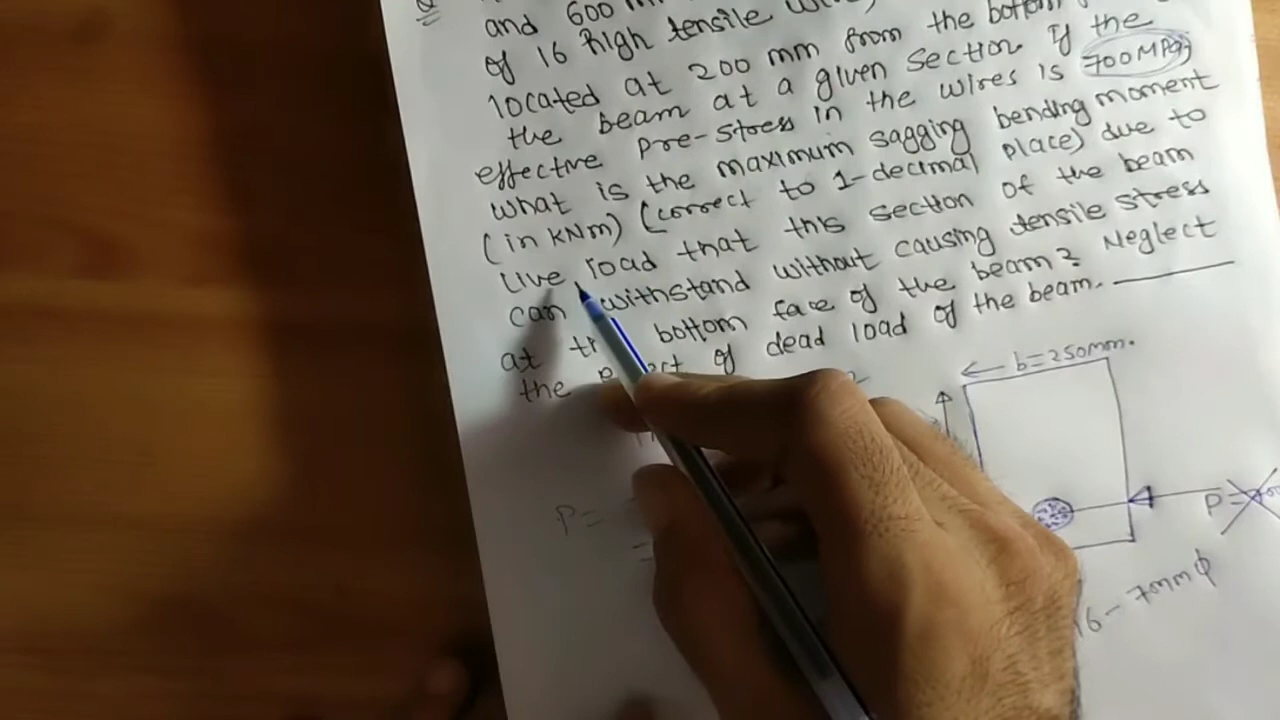 and 600
of 16 high tensile
located at 200 mm from the bottom
the beam at a given section. If the
effective pre-stress in the wires is 700MPa,
what is the maximum sagging bending moment
(in kNm) (correct to 1-decimal place) due to
Live load that this section of the beam
can withstand without causing tensile stress
at bottom face of the beam? Neglect
the of dead load of the beam.
b=250mm.
P=
P=
16- 7mm ϕ